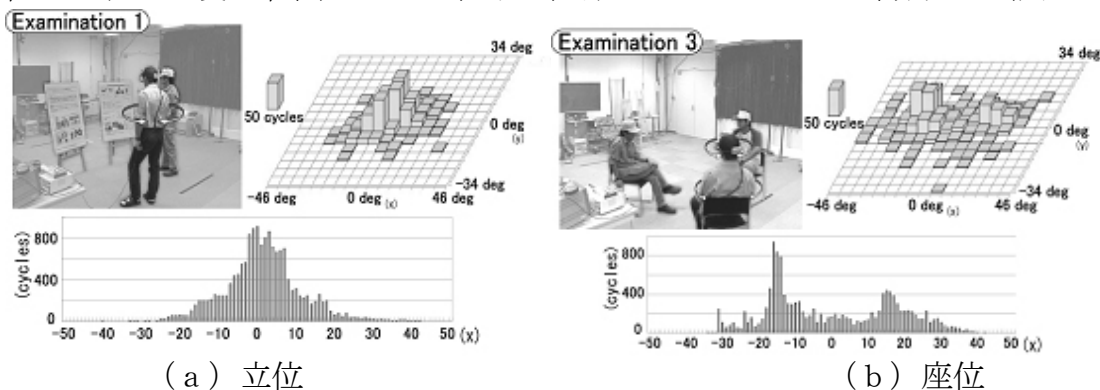 Examination 1
34 deg
50 cycles
0 deg
(y)
-34 deg
-46 deg
0 deg (x)
46 deg
(cycles)
800
400
0
-50 -40 -30 -20 -10 0 10 20 30 40 50 (x)
(a) 立位
Examination 3
34 deg
50 cycles
0 deg
(y)
-34 deg
-46 deg
0 deg (x)
46 deg
(cycles)
800
400
0
-50 -40 -30 -20 -10 0 10 20 30 40 50 (x)
(b) 座位